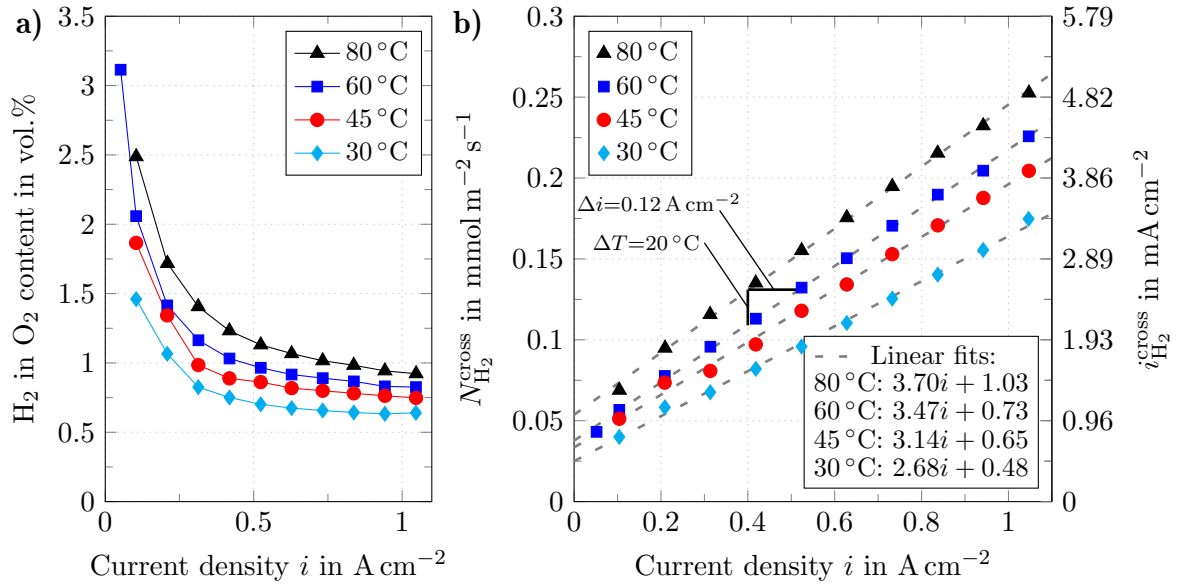 a)
H₂ in O₂ content in vol.%
3.5
3
2.5
2
1.5
1
0.5
0
0
0.5
1
Current density i in A cm⁻²
80 °C
60 °C
45 °C
30 °C
b)
N_H₂^cross in mmol m⁻² s⁻¹
0.3
0.25
0.2
0.15
0.1
0.05
0
0
0.2
0.4
0.6
0.8
1
Current density i in A cm⁻²
80 °C
60 °C
45 °C
30 °C
Δi=0.12 A cm⁻²
ΔT=20 °C
Linear fits:
80 °C: 3.70i + 1.03
60 °C: 3.47i + 0.73
45 °C: 3.14i + 0.65
30 °C: 2.68i + 0.48
5.79
4.82
3.86
2.89
1.93
0.96
0
i_H₂^cross in mA cm⁻²